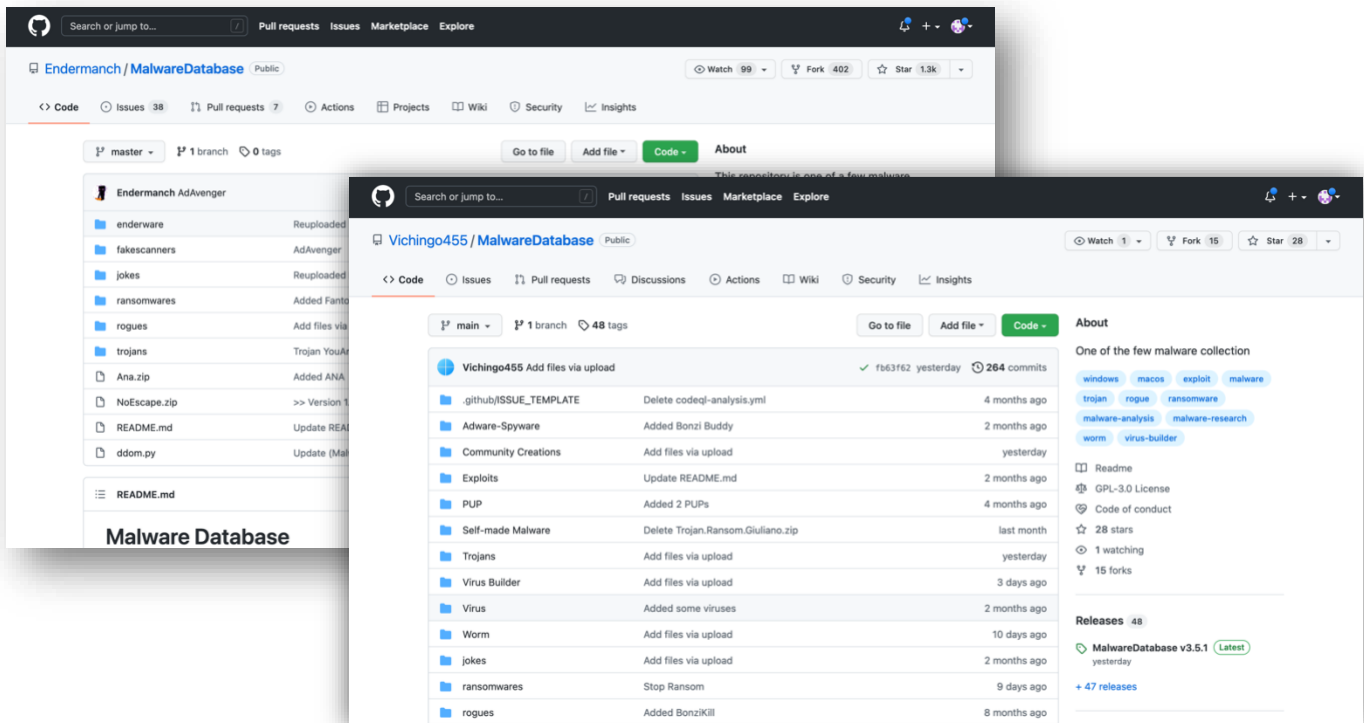 Search or jump to... / Pull requests Issues Marketplace Explore
Endermanch / MalwareDatabase Public
Watch 99 Fork 402 Star 1.3k
<> Code Issues 38 Pull requests 7 Actions Projects Wiki Security Insights
master 1 branch 0 tags Go to file Add file Code
About
This repository is one of a few malware
Endermanch AdAvenger
enderware Reuploaded
fakescanners AdAvenger
jokes Reuploaded
ransomwares Added Fanto
rogues Add files via
trojans Trojan YouAr
Ana.zip Added ANA
NoEscape.zip >> Version 1
README.md Update REA
ddom.py Update (Mal
README.md
Malware Database
Search or jump to... / Pull requests Issues Marketplace Explore
Vichingo455 / MalwareDatabase Public
Watch 1 Fork 15 Star 28
<> Code Issues Pull requests Discussions Actions Wiki Security Insights
main 1 branch 48 tags Go to file Add file Code
Vichingo455 Add files via upload fb63f62 yesterday 264 commits
.github/ISSUE_TEMPLATE Delete codeql-analysis.yml 4 months ago
Adware-Spyware Added Bonzi Buddy 2 months ago
Community Creations Add files via upload yesterday
Exploits Update README.md 2 months ago
PUP Added 2 PUPs 4 months ago
Self-made Malware Delete Trojan.Ransom.Giuliano.zip last month
Trojans Add files via upload yesterday
Virus Builder Add files via upload 3 days ago
Virus Added some viruses 2 months ago
Worm Add files via upload 10 days ago
jokes Add files via upload 2 months ago
ransomwares Stop Ransom 9 days ago
rogues Added BonziKill 8 months ago
About
One of the few malware collection
windows macos exploit malware
trojan rogue ransomware
malware-analysis malware-research
worm virus-builder
Readme
GPL-3.0 License
Code of conduct
28 stars
1 watching
15 forks
Releases 48
MalwareDatabase v3.5.1 Latest
yesterday
+ 47 releases